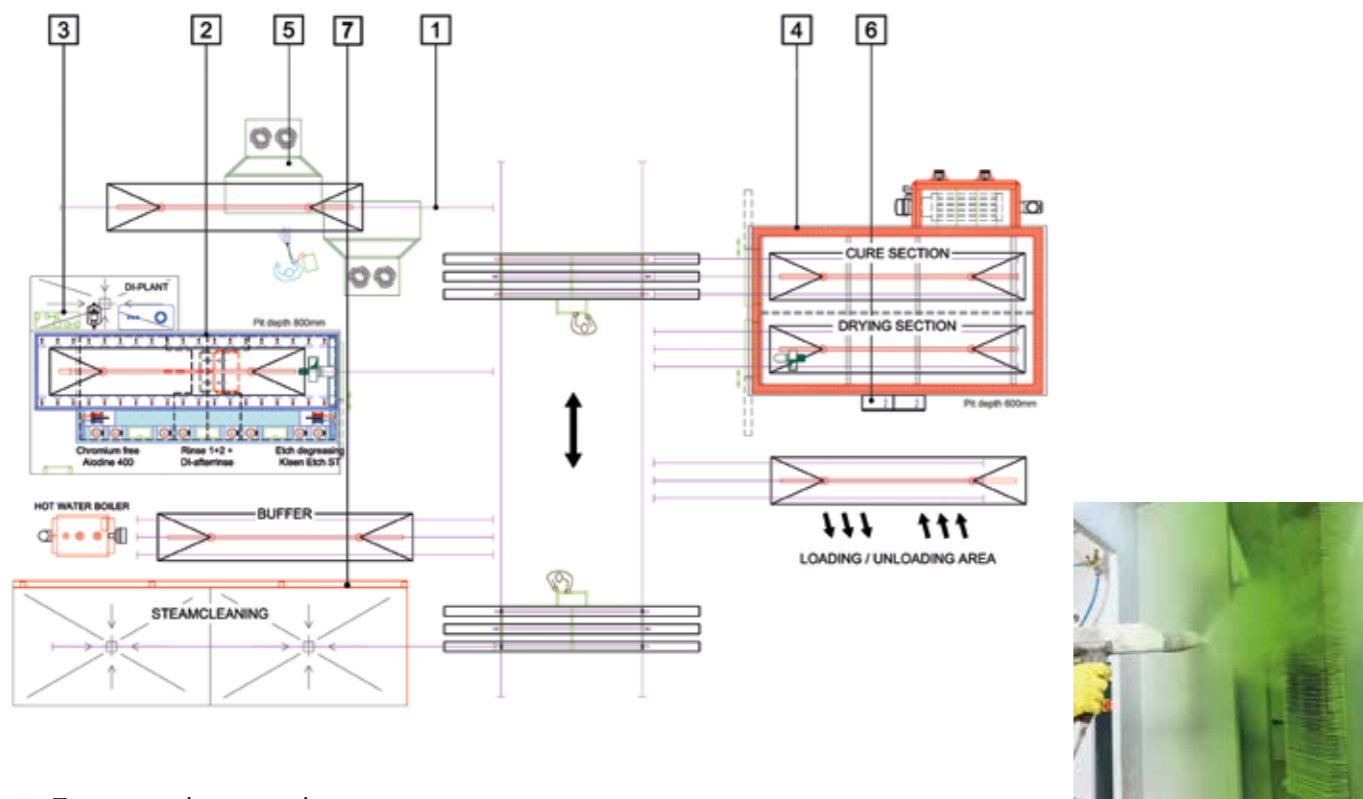 3 2 5 7 1 4 6
DI-PLANT
Pit depth 800mm
Chromium free
Alodine 400
Rinse 1+2 +
DI-afterrinse
Etch degreasing
Kleen Etch ST
CURE SECTION
DRYING SECTION
Pit depth 600mm
HOT WATER BOILER
BUFFER
LOADING / UNLOADING AREA
STEAMCLEANING